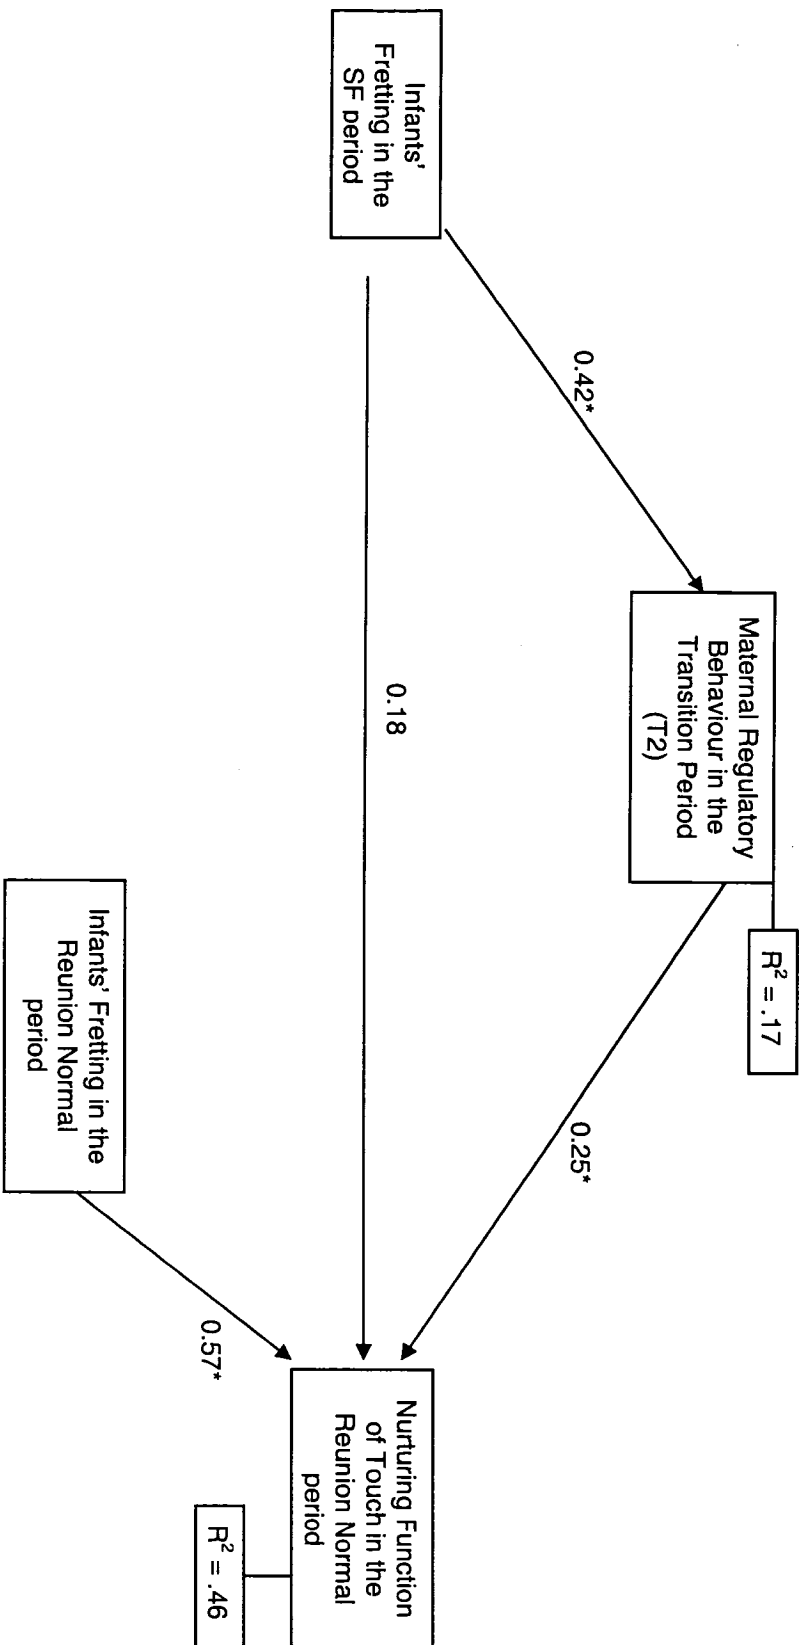 Infants'
Fretting in the
SF period
0.42*
Maternal Regulatory
Behaviour in the
Transition Period
(T2)
R² = .17
0.18
0.25*
Infants' Fretting in the
Reunion Normal
period
0.57*
Nurturing Function
of Touch in the
Reunion Normal
period
R² = .46